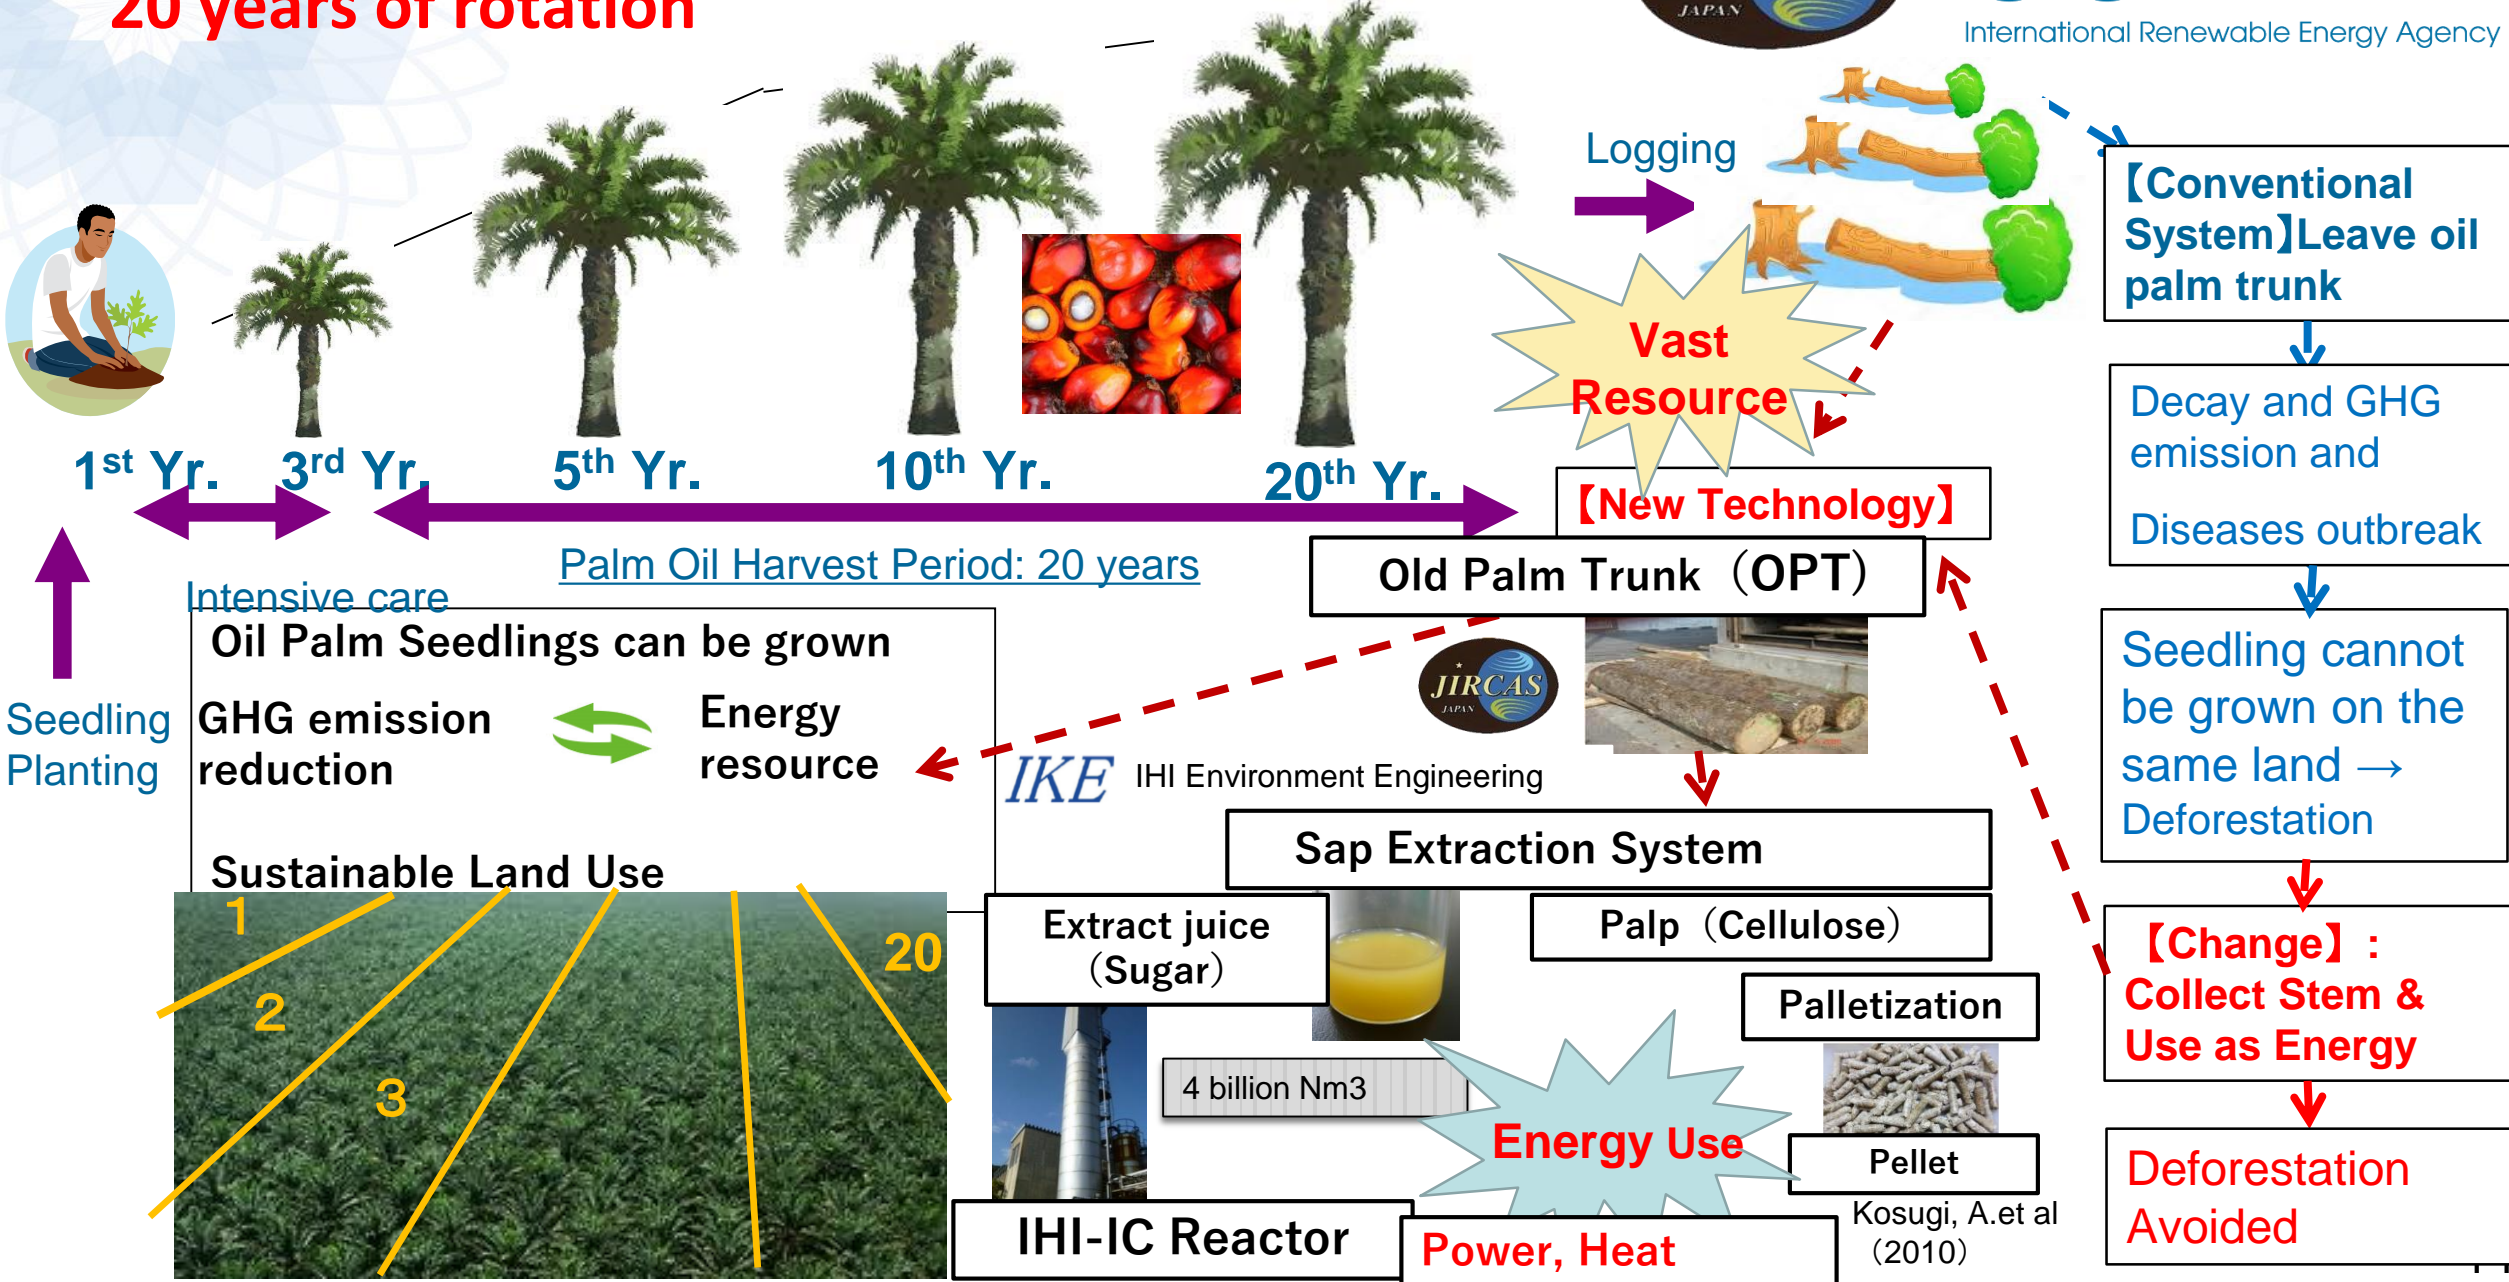 20 years of rotation
JAPAN
International Renewable Energy Agency
Logging
【Conventional
System】Leave oil
palm trunk
Vast
Resource
Decay and GHG
emission and
Diseases outbreak
1st Yr.
3rd Yr.
5th Yr.
10th Yr.
20th Yr.
【New Technology】
Palm Oil Harvest Period: 20 years
Old Palm Trunk（OPT）
Intensive care
Oil Palm Seedlings can be grown
Seedling
Planting
GHG emission
reduction
Energy
resource
JIRCAS
JAPAN
Seedling cannot
be grown on the
same land →
Deforestation
IKE IHI Environment Engineering
Sap Extraction System
Sustainable Land Use
1
2
3
20
Extract juice
（Sugar）
Palp（Cellulose）
【Change】:
Collect Stem &
Use as Energy
Palletization
4 billion Nm3
Energy Use
Pellet
Deforestation
Avoided
Kosugi, A.et al
（2010）
IHI-IC Reactor
Power, Heat